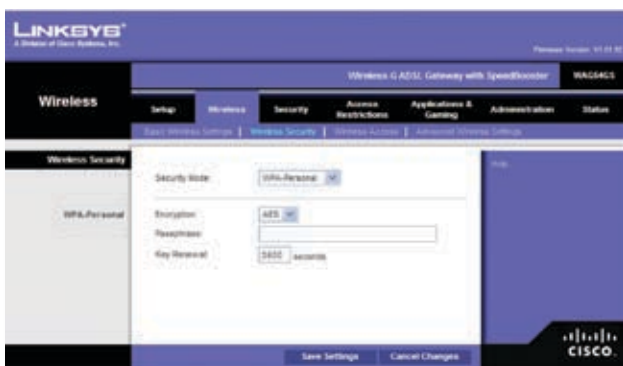 LINKSYS®
A Division of Cisco Systems, Inc.
Wireless-G ADSL Gateway with SpeedBooster
WAG54GS
Wireless
Setup
Wireless
Security
Access Restrictions
Applications & Gaming
Administration
Status
Basic Wireless Settings | Wireless Security | Wireless Access | Advanced Wireless Settings
Wireless Security
Security Mode:
WPA-Personal
Help
WPA-Personal
Encryption:
AES
Passphrase:
Key Renewal:
seconds
Save Settings
Cancel Changes
CISCO.